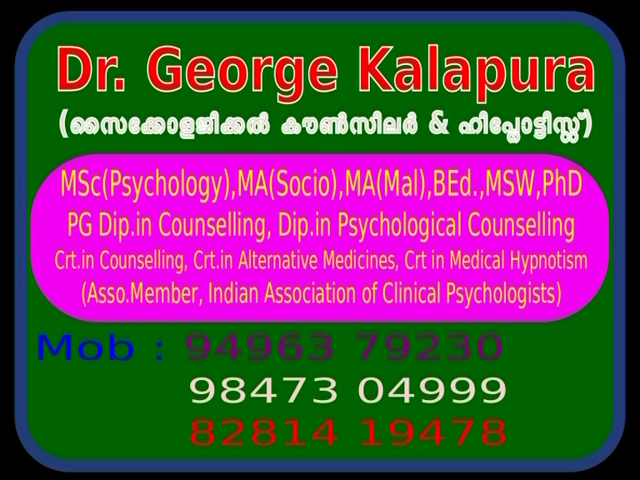 Dr. George Kalapura
(സൈക്കോളജിക്കൽ കൗൺസിലർ & ഹിപ്നോട്ടിസ്റ്റ്)
MSc(Psychology),MA(Socio),MA(Mal),BEd.,MSW,PhD
PG Dip.in Counselling, Dip.in Psychological Counselling
Crt.in Counselling, Crt.in Alternative Medicines, Crt in Medical Hypnotism
(Asso.Member, Indian Association of Clinical Psychologists)
Mob : 94963 79230
98473 04999
82814 19478